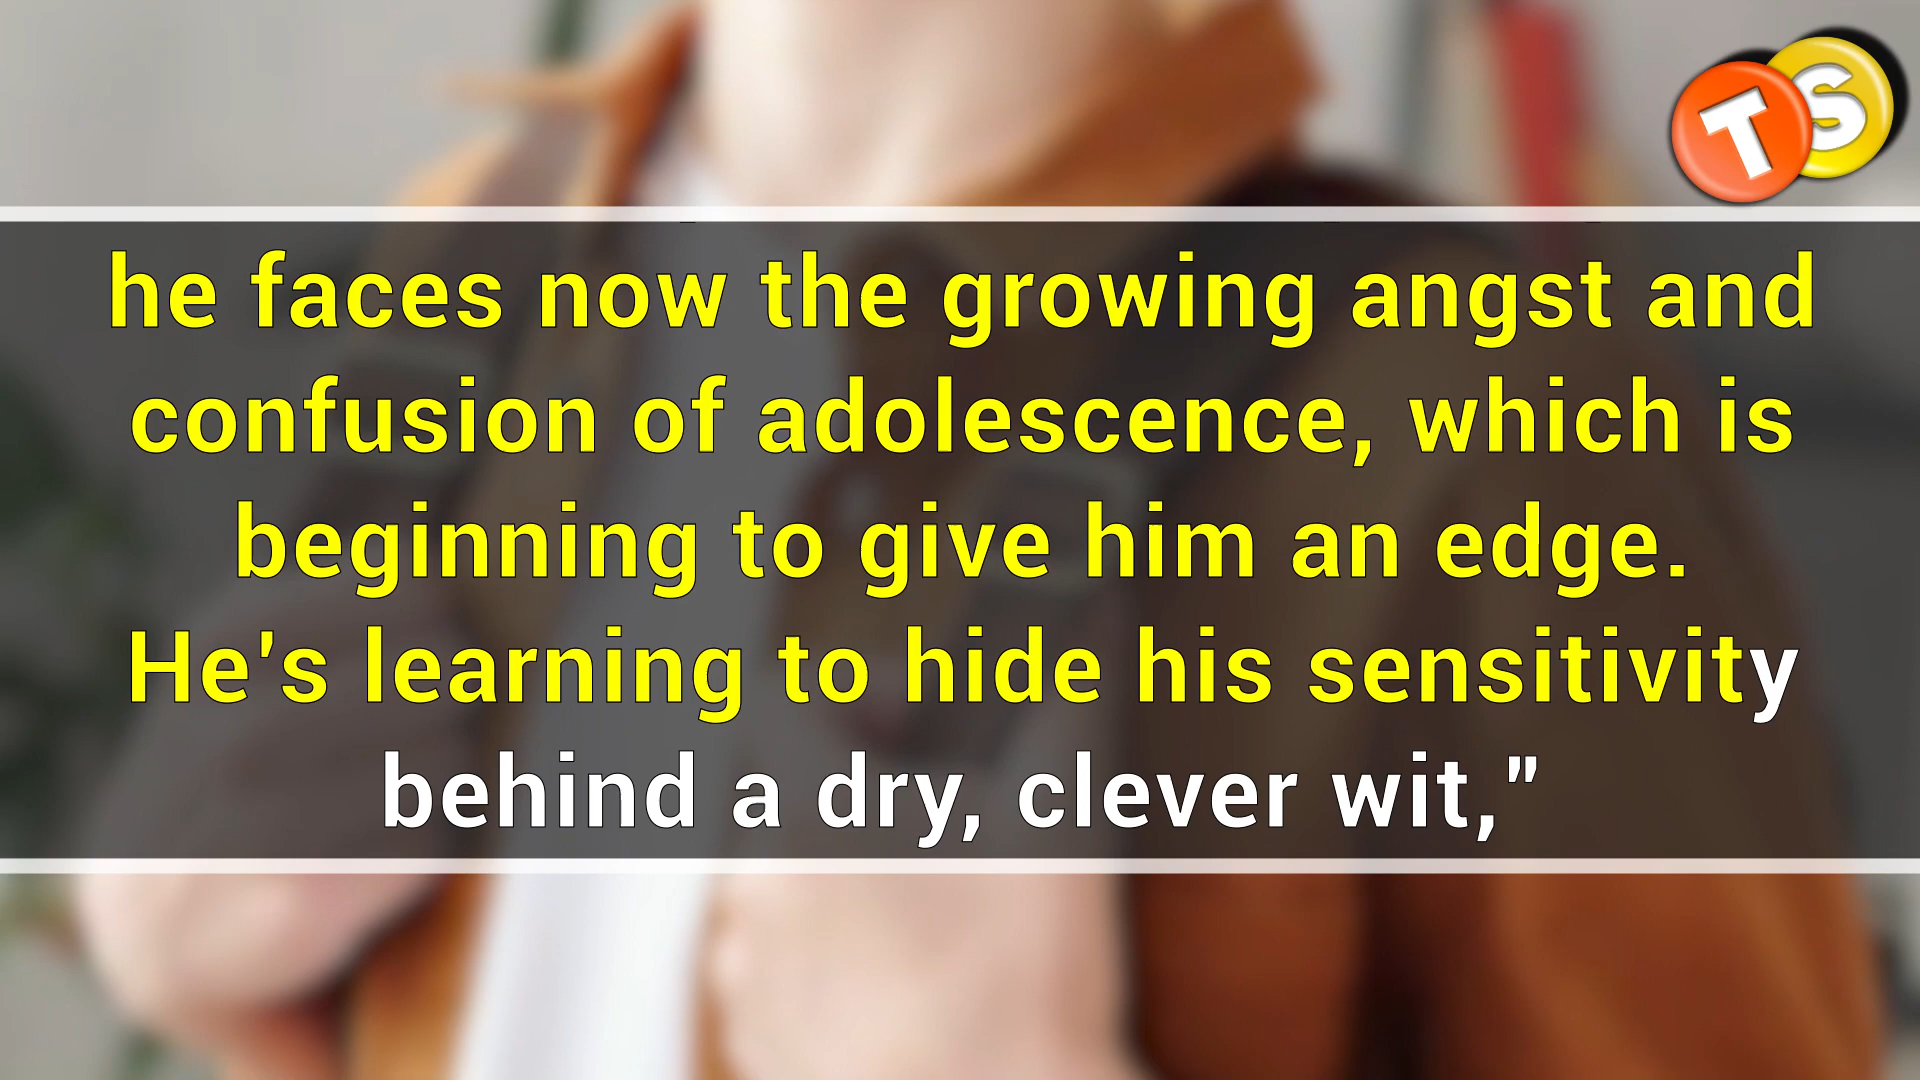 TS
he faces now the growing angst and
confusion of adolescence, which is
beginning to give him an edge.
He's learning to hide his sensitivity
behind a dry, clever wit,"